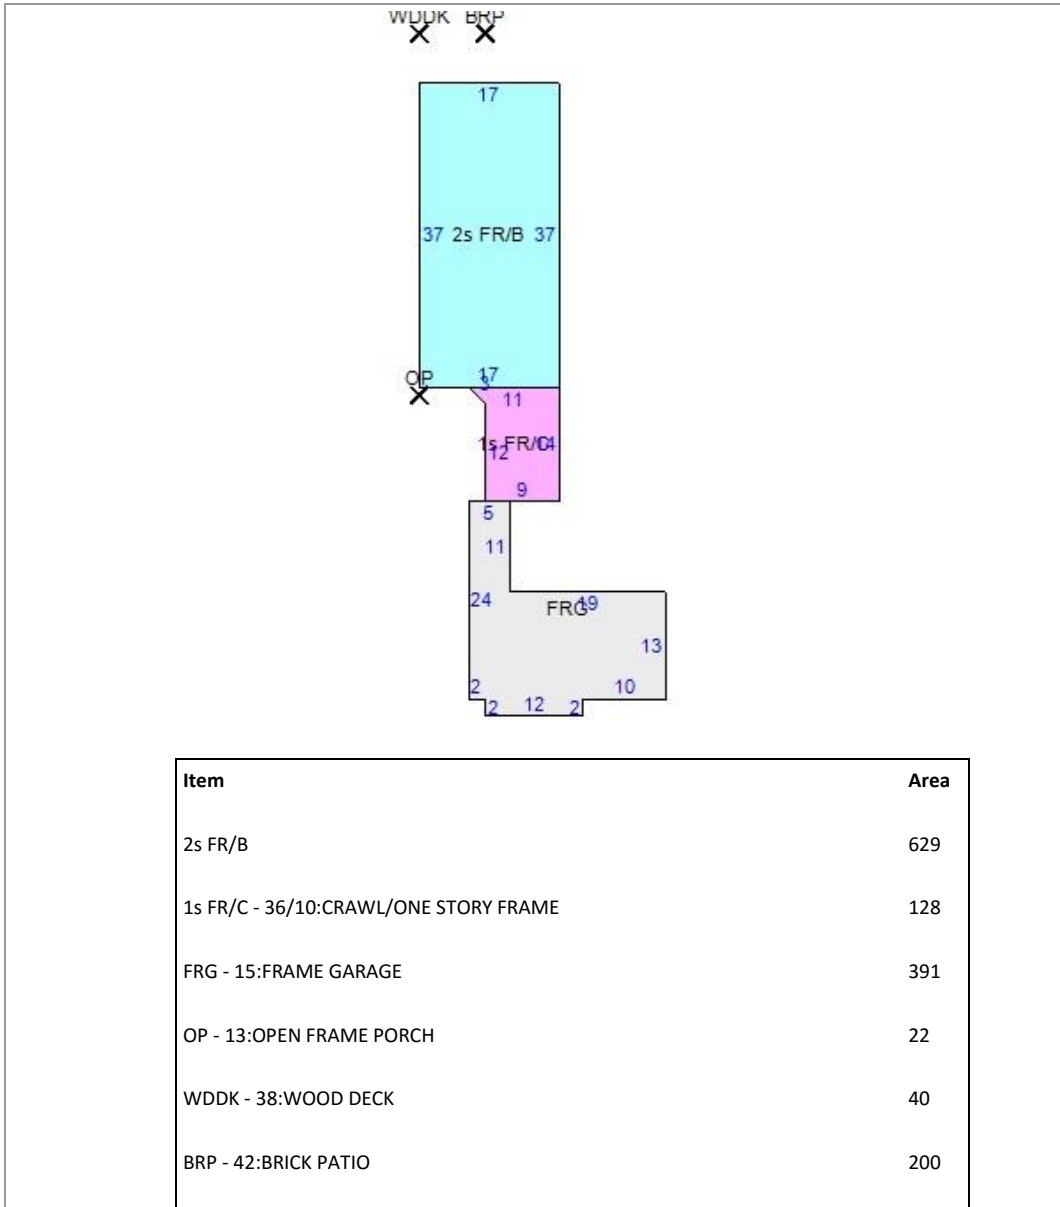 WDDK BRP
17
37 2s FR/B 37
OP
17
3
11
1s FR/C 14
12
9
5
11
24
FRG 19
13
2
10
2 12 2
Item Area
2s FR/B 629
1s FR/C - 36/10:CRAWL/ONE STORY FRAME 128
FRG - 15:FRAME GARAGE 391
OP - 13:OPEN FRAME PORCH 22
WDDK - 38:WOOD DECK 40
BRP - 42:BRICK PATIO 200